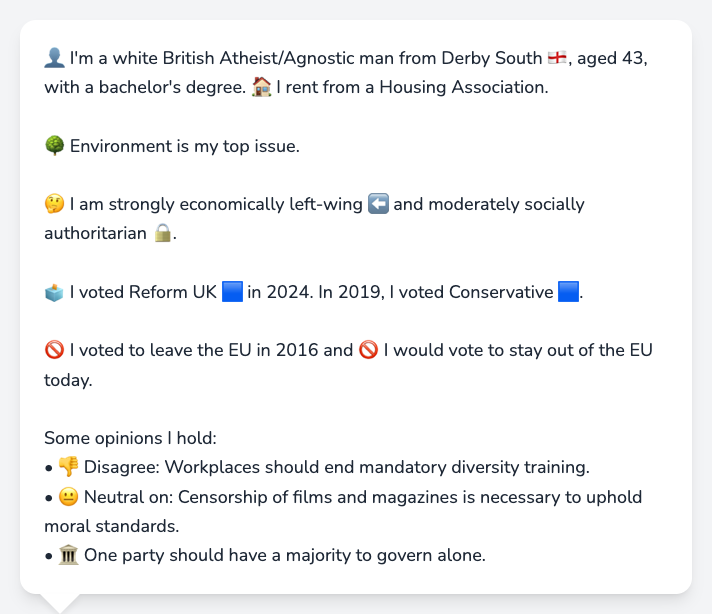 👤 I'm a white British Atheist/Agnostic man from Derby South 🏴󠁧󠁢󠁥󠁮󠁧󠁿, aged 43,
with a bachelor's degree. 🏠 I rent from a Housing Association.
🌳 Environment is my top issue.
🤔 I am strongly economically left-wing ⬅️ and moderately socially
authoritarian 🔒.
🗳️ I voted Reform UK 🟦 in 2024. In 2019, I voted Conservative 🟦.
🚫 I voted to leave the EU in 2016 and 🚫 I would vote to stay out of the EU
today.
Some opinions I hold:
• 👎 Disagree: Workplaces should end mandatory diversity training.
• 😐 Neutral on: Censorship of films and magazines is necessary to uphold
moral standards.
• 🏛️ One party should have a majority to govern alone.